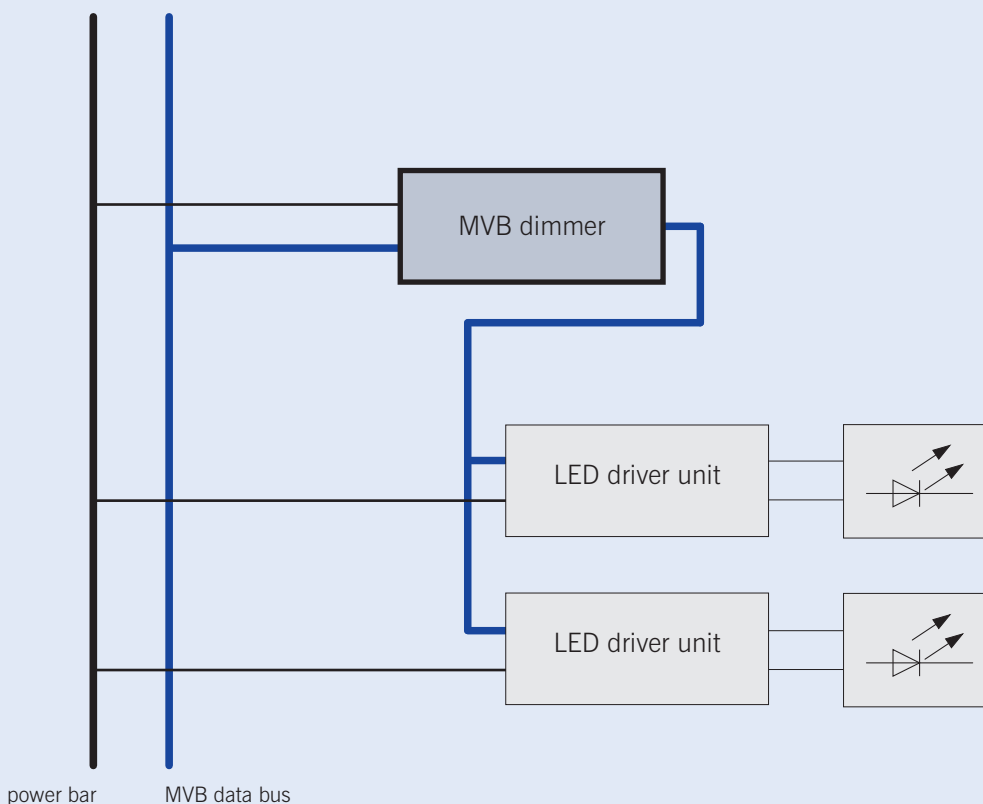 MVB dimmer
LED driver unit
LED driver unit
power bar
MVB data bus